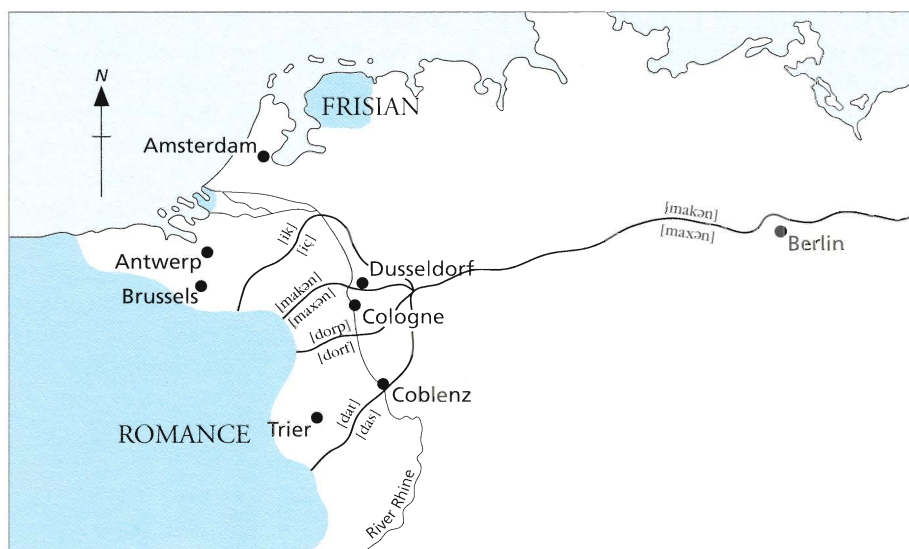 N
FRISIAN
Amsterdam
[makən]
[maxən]
Berlin
[ik]
[iç]
Antwerp
Brussels
Dusseldorf
[makən]
[maxən]
Cologne
[dorp]
[dorf]
Coblenz
[dat]
[das]
Trier
ROMANCE
River Rhine